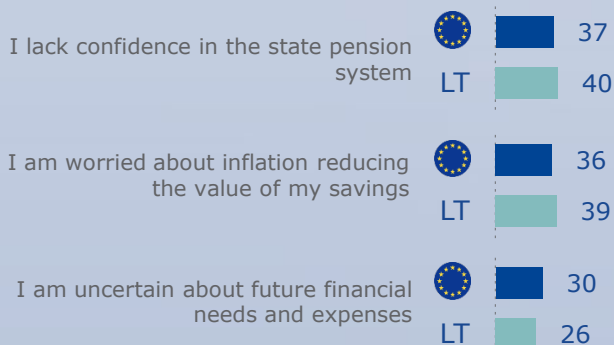 I lack confidence in the state pension
system
37
LT
40
I am worried about inflation reducing
the value of my savings
36
LT
39
I am uncertain about future financial
needs and expenses
30
LT
26